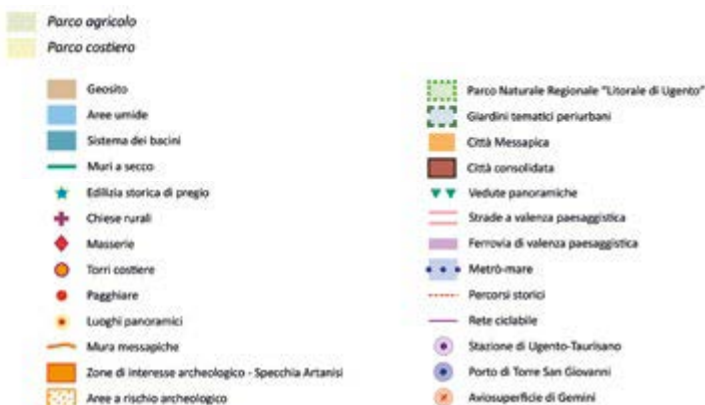 Parco agricolo
Parco costiero
Geosito
Aree umide
Sistema dei bacini
Muri a secco
Edilizia storica di pregio
Chiese rurali
Masserie
Torri costiere
Pagghiare
Luoghi panoramici
Mura messapiche
Zone di interesse archeologico - Specchia Artanisi
Aree a rischio archeologico
Parco Naturale Regionale "Litorale di Ugento"
Giardini tematici periurbani
Città Messapica
Città consolidata
Vedute panoramiche
Strade a valenza paesaggistica
Ferrovia di valenza paesaggistica
Metrò-mare
Percorsi storici
Rete ciclabile
Stazione di Ugento-Taurisano
Porto di Torre San Giovanni
Aviosuperficie di Gemini